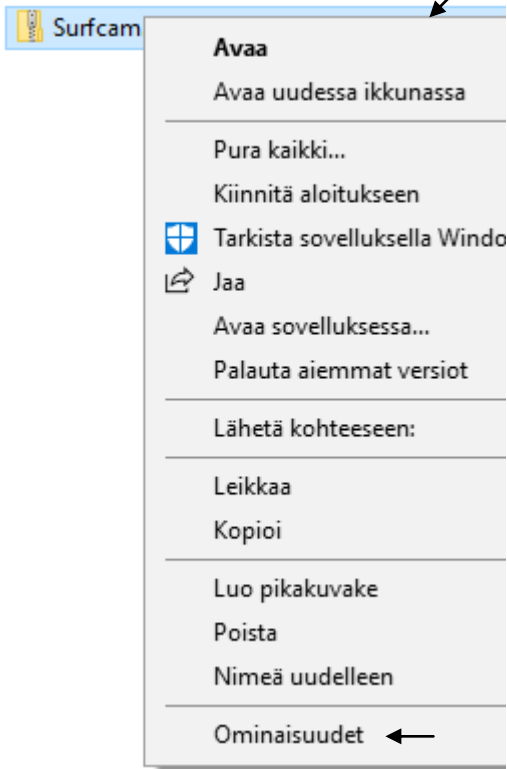 Surfcam
Avaa
Avaa uudessa ikkunassa
Pura kaikki...
Kiinnitä aloitukseen
Tarkista sovelluksella Windo
Jaa
Avaa sovelluksessa...
Palauta aiemmat versiot
Lähetä kohteeseen:
Leikkaa
Kopioi
Luo pikakuvake
Poista
Nimeä uudelleen
Ominaisuudet